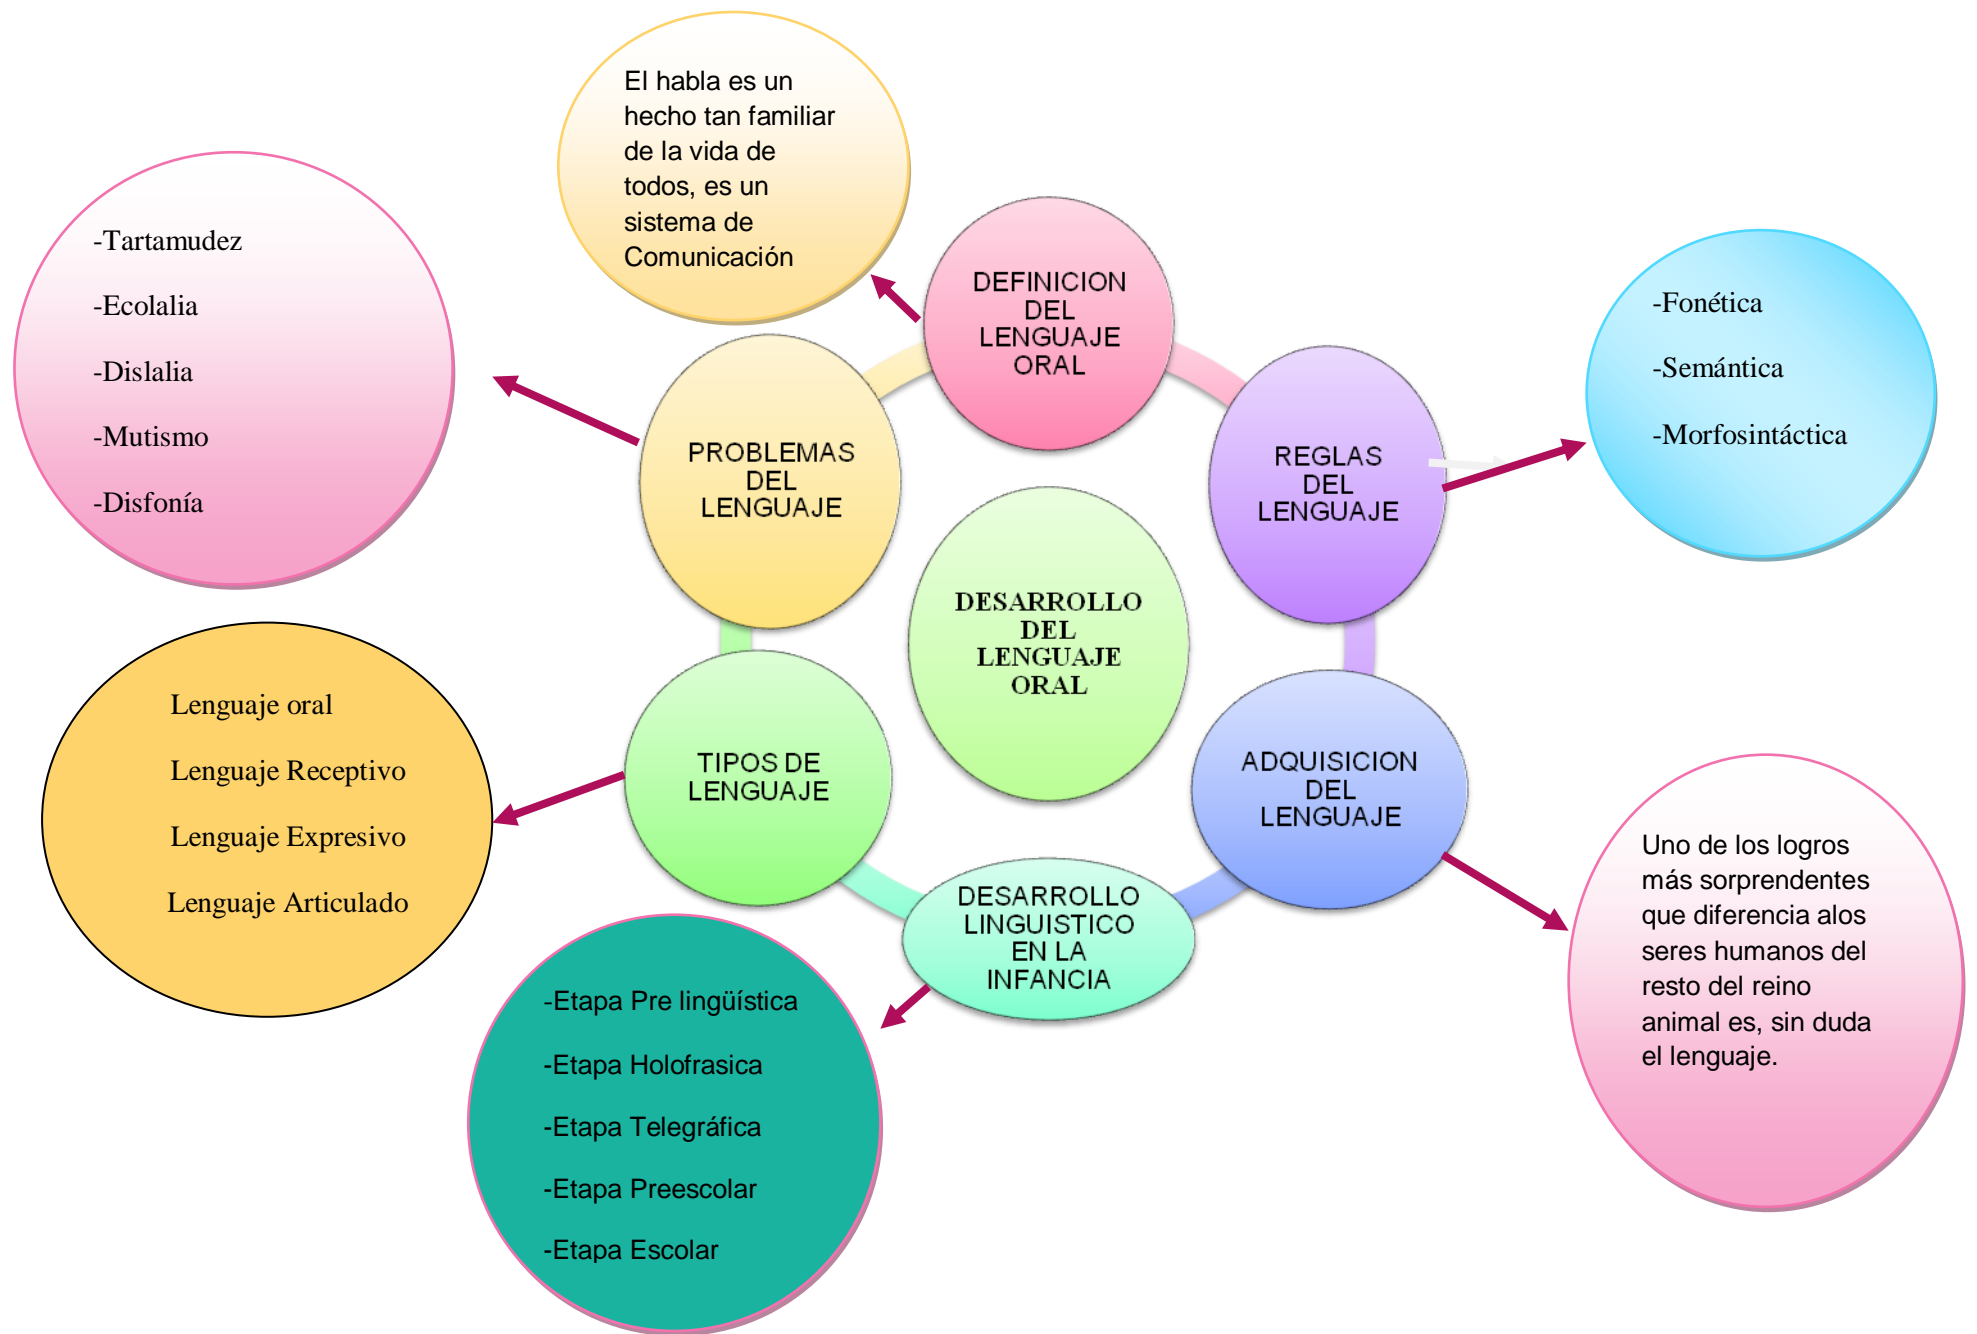 El habla es un
hecho tan familiar
de la vida de
todos, es un
sistema de
Comunicación
DEFINICION
DEL
LENGUAJE
ORAL
-Tartamudez
-Ecolalia
-Dislalia
-Mutismo
-Disfonía
PROBLEMAS
DEL
LENGUAJE
REGLAS
DEL
LENGUAJE
-Fonética
-Semántica
-Morfosintáctica
DESARROLLO
DEL
LENGUAJE
ORAL
Lenguaje oral
Lenguaje Receptivo
Lenguaje Expresivo
Lenguaje Articulado
TIPOS DE
LENGUAJE
ADQUISICION
DEL
LENGUAJE
Uno de los logros
más sorprendentes
que diferencia alos
seres humanos del
resto del reino
animal es, sin duda
el lenguaje.
DESARROLLO
LINGUISTICO
EN LA
INFANCIA
-Etapa Pre lingüística
-Etapa Holofrasica
-Etapa Telegráfica
-Etapa Preescolar
-Etapa Escolar